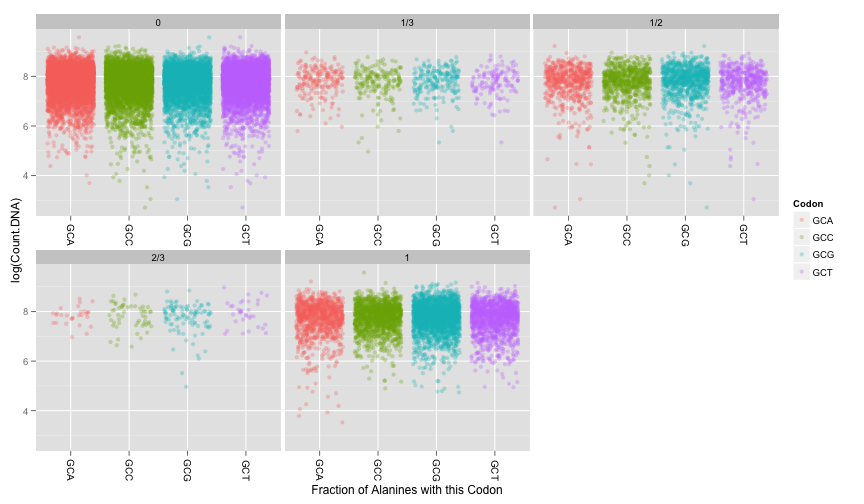 0 1/3 1/2
8
6
4
GCA GCC GCG GCT GCA GCC GCG GCT GCA GCC GCG GCT
log(Count.DNA)
Codon
GCA
GCC
GCG
GCT
2/3 1
8
6
4
GCA GCC GCG GCT GCA GCC GCG GCT
Fraction of Alanines with this Codon